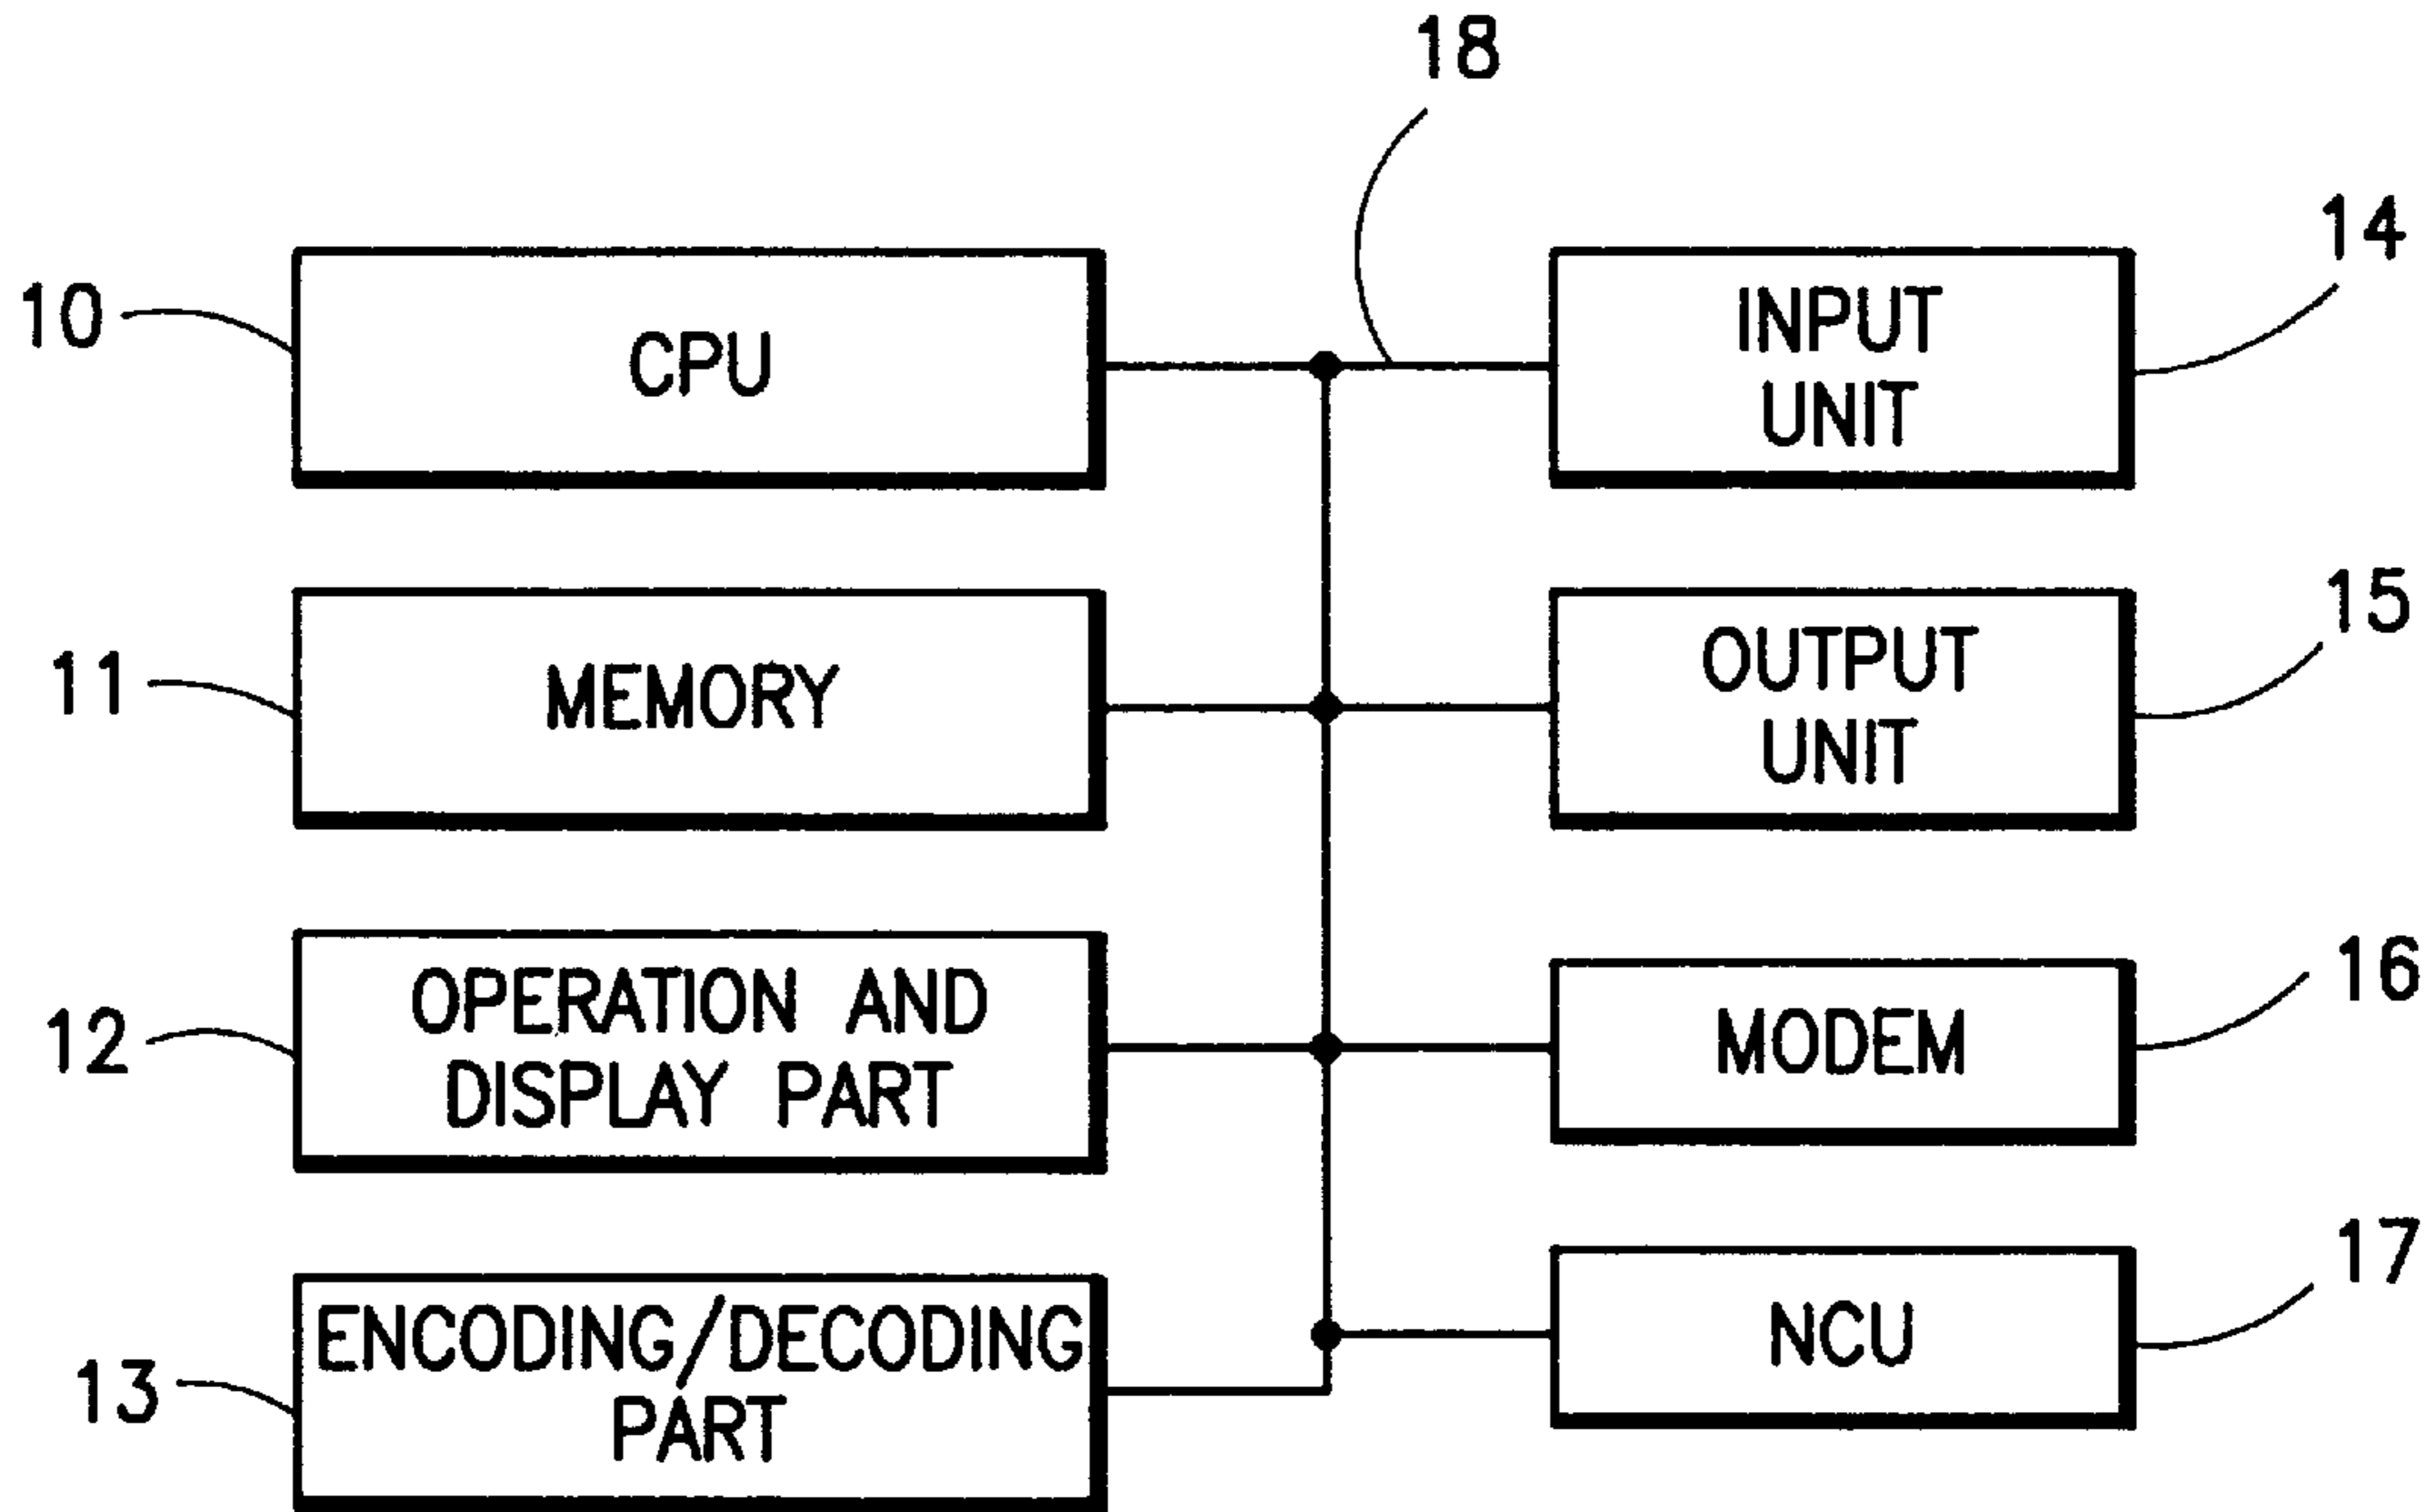 18
10
CPU
INPUT
UNIT
14
11
MEMORY
OUTPUT
UNIT
15
12
OPERATION AND
DISPLAY PART
MODEM
16
13
ENCODING/DECODING
PART
NCU
17